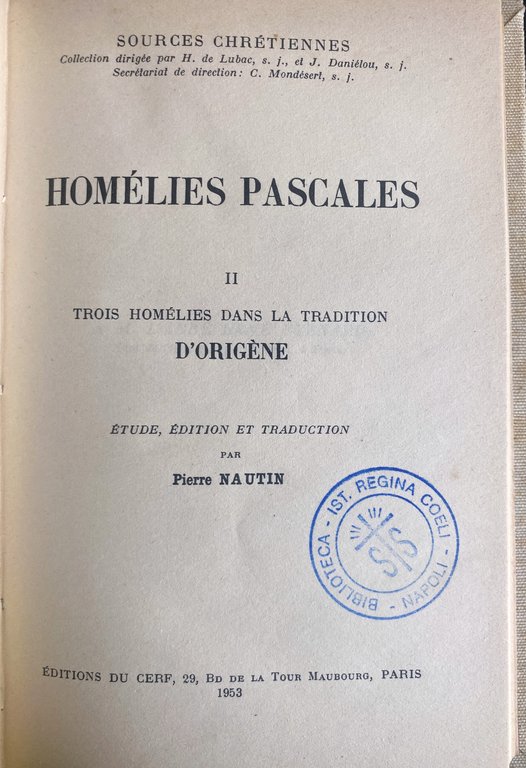 SOURCES CHRÉTIENNES
Collection dirigée par H. de Lubac, s. j., et J. Daniélou, s. j.
Secrétariat de direction : C. Mondésert, s. j.
HOMÉLIES PASCALES
II
TROIS HOMÉLIES DANS LA TRADITION
D'ORIGÈNE
ÉTUDE, ÉDITION ET TRADUCTION
PAR
Pierre NAUTIN
BIBLIOTECA - IST. REGINA COELI - NAPOLI -
SS
ÉDITIONS DU CERF, 29, BD DE LA TOUR MAUBOURG, PARIS
1953